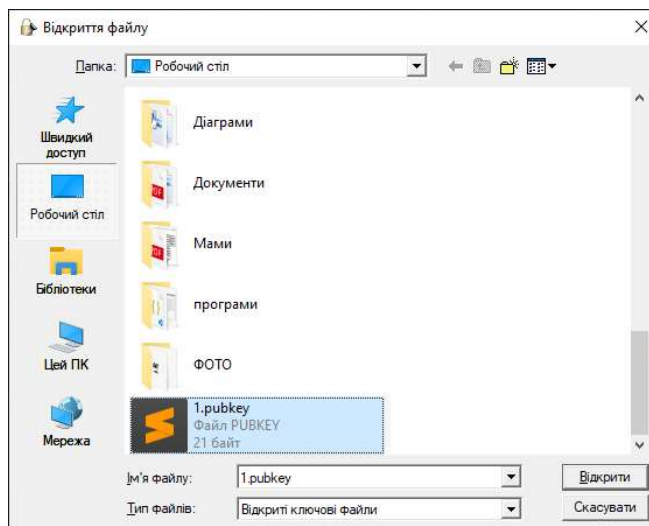 Відкриття файлу
Папка:
Робочий стіл
Швидкий
доступ
Робочий стіл
Бібліотеки
Цей ПК
Мережа
Діаграми
Документи
Мами
програми
ФОТО
1.pubkey
Файл PUBKEY
21 байт
Ім'я файлу:
1.pubkey
Відкрити
Тип файлів:
Відкриті ключові файли
Скасувати